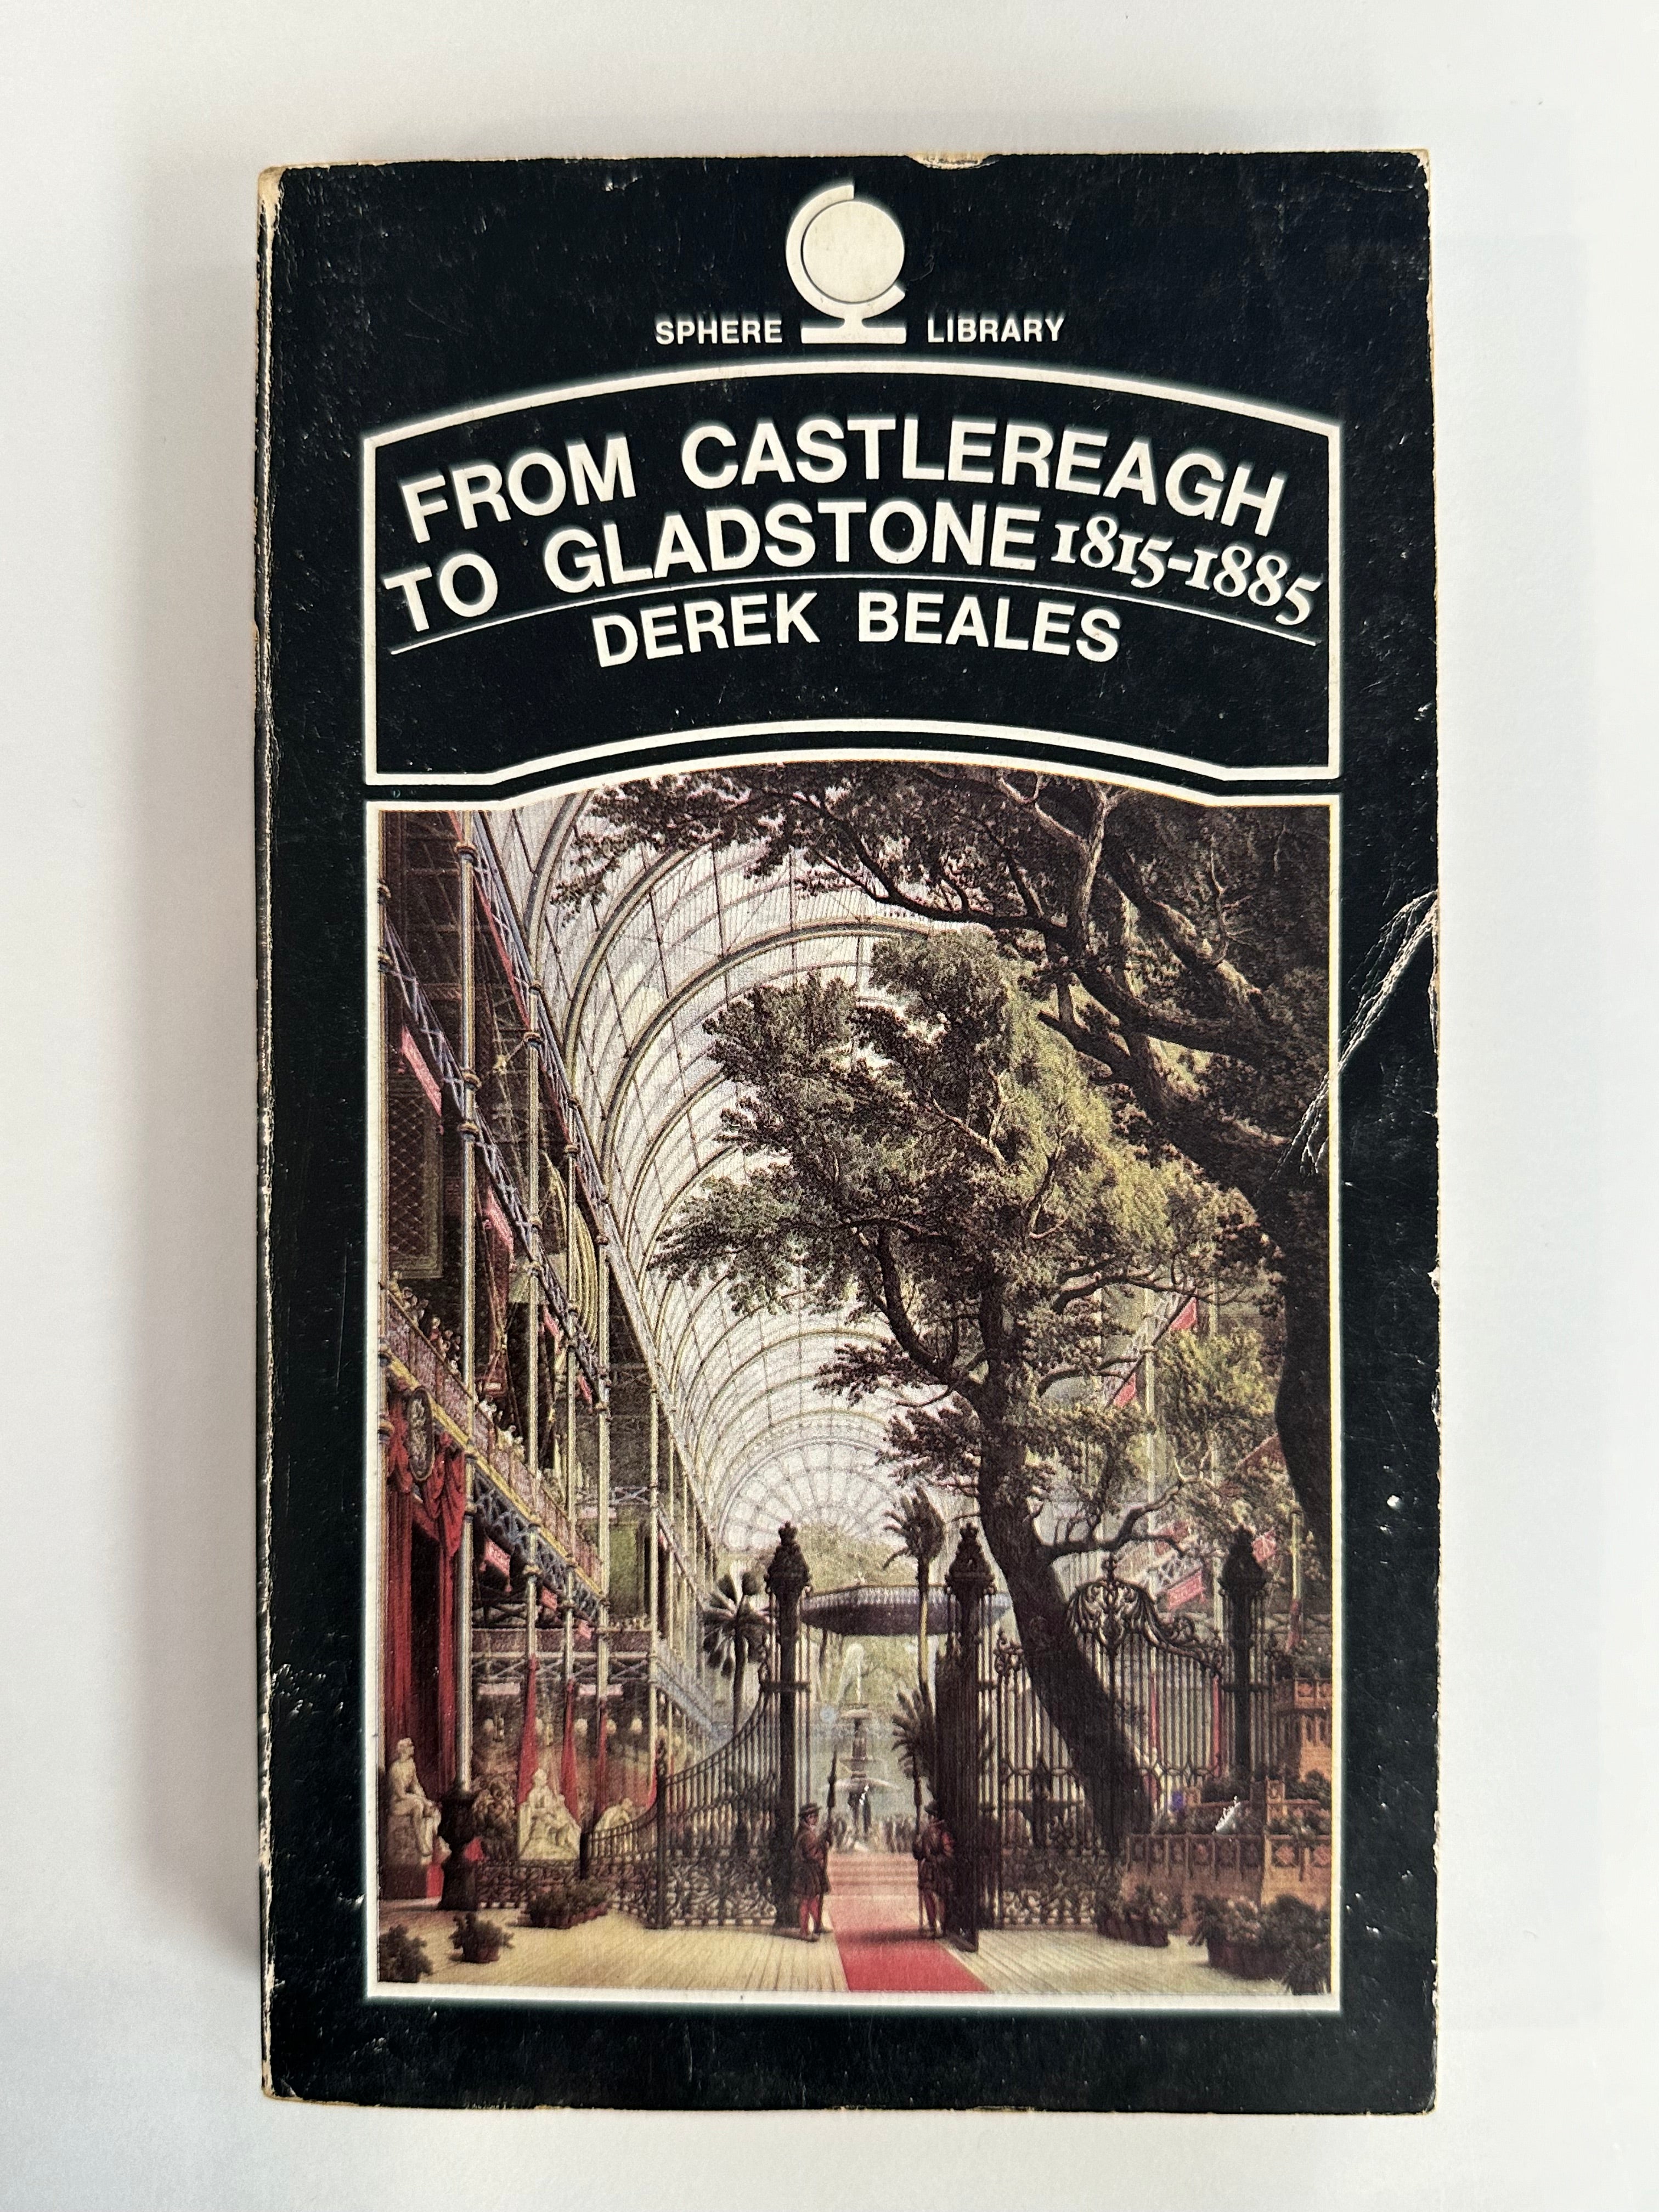 SPHERE LIBRARY
FROM CASTLEREAGH
TO GLADSTONE 1815-1885
DEREK BEALES